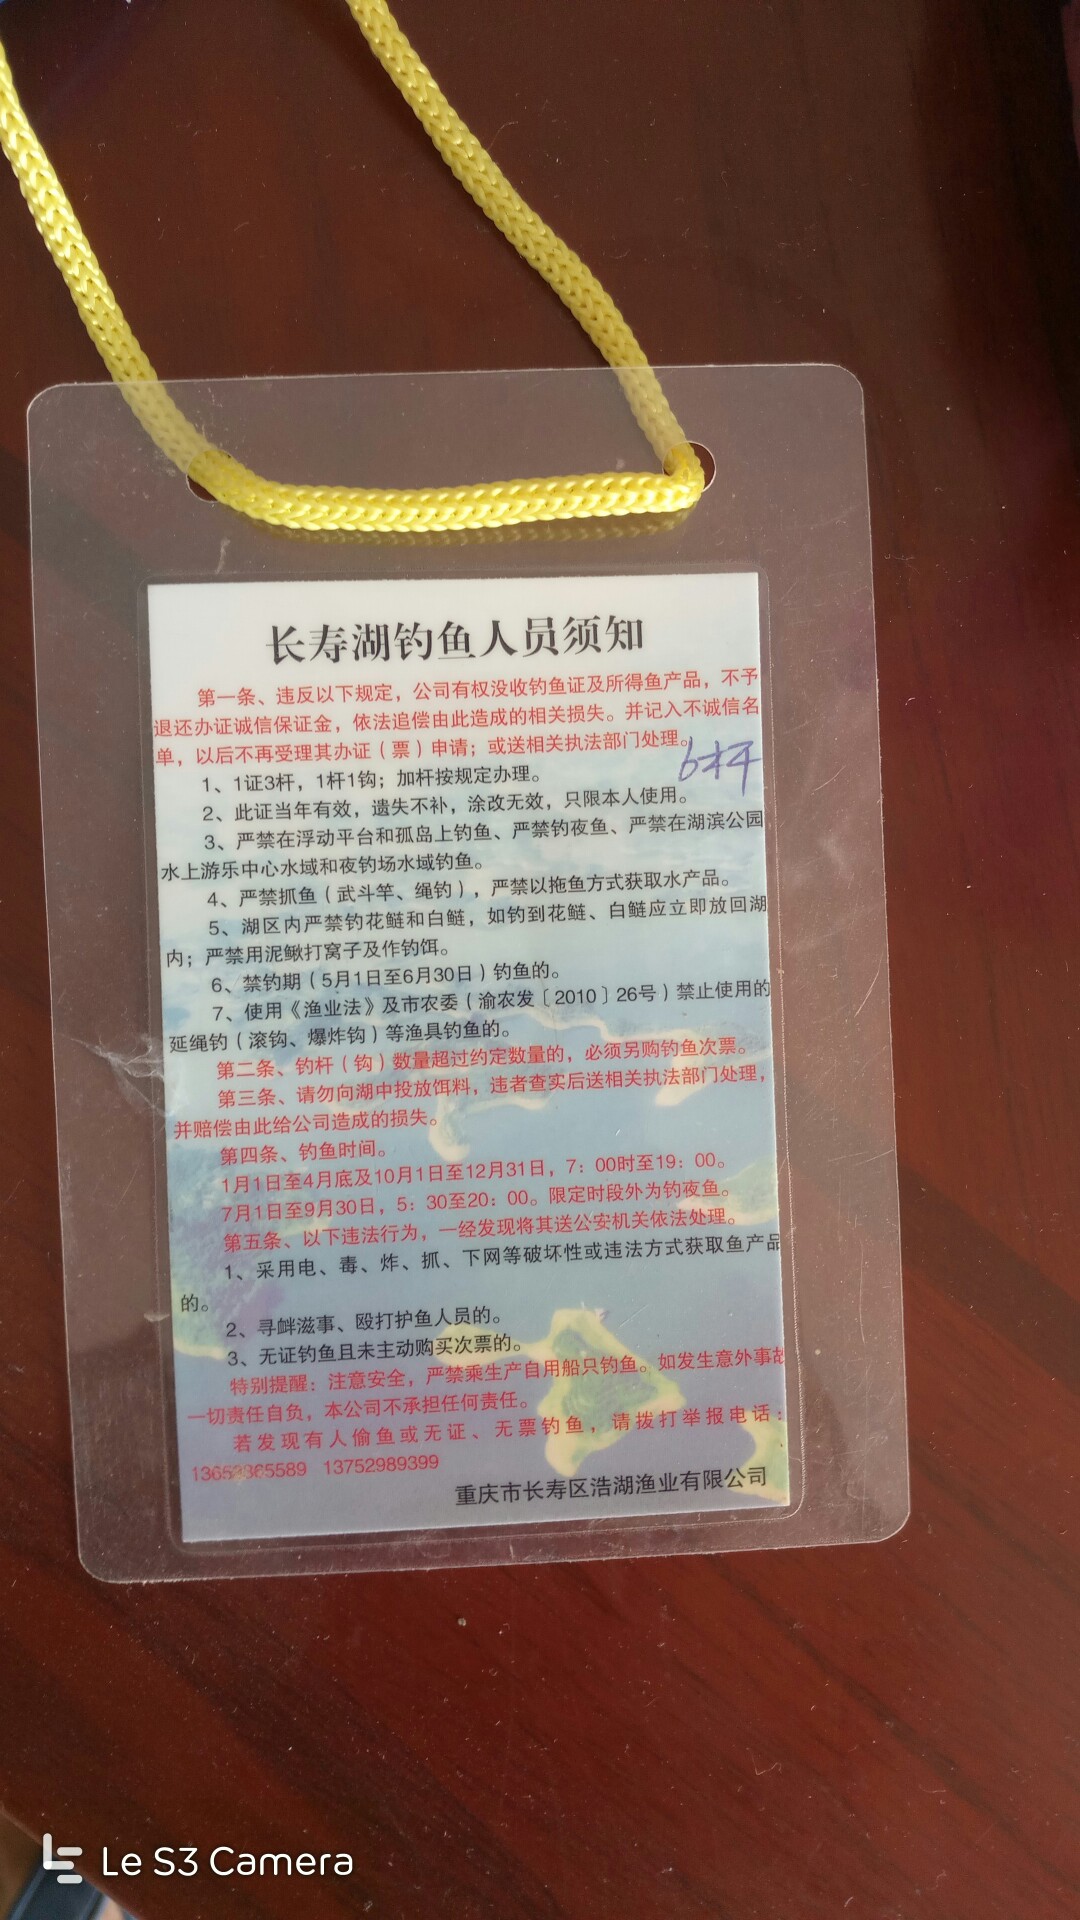 长寿湖钓鱼人员须知
第一条、违反以下规定，公司有权没收钓鱼证及所得鱼产品，不予
退还办证诚信保证金，依法追偿由此造成的相关损失。并记入不诚信名
单，以后不再受理其办证（票）申请；或送相关执法部门处理。
6杆
1、1证3杆，1杆1钩；加杆按规定办理。
2、此证当年有效，遗失不补，涂改无效，只限本人使用。
3、严禁在浮动平台和孤岛上钓鱼、严禁钓夜鱼、严禁在湖滨公园
水上游乐中心水域和夜钓场水域钓鱼。
4、严禁抓鱼（武斗竿、绳钓），严禁以拖鱼方式获取水产品。
5、湖区内严禁钓花鲢和白鲢，如钓到花鲢、白鲢应立即放回湖
内；严禁用泥鳅打窝子及作钓饵。
6、禁钓期（5月1日至6月30日）钓鱼的。
7、使用《渔业法》及市农委（渝农发〔2010〕26号）禁止使用的
延绳钓（滚钩、爆炸钩）等渔具钓鱼的。
第二条、钓杆（钩）数量超过约定数量的，必须另购钓鱼次票。
第三条、请勿向湖中投放饵料，违者查实后送相关执法部门处理，
并赔偿由此给公司造成的损失。
第四条、钓鱼时间。
1月1日至4月底及10月1日至12月31日，7：00时至19：00。
7月1日至9月30日，5：30至20：00。限定时段外为钓夜鱼。
第五条、以下违法行为，一经发现将其送公安机关依法处理。
1、采用电、毒、炸、抓、下网等破坏性或违法方式获取鱼产品
的。
2、寻衅滋事、殴打护鱼人员的。
3、无证钓鱼且未主动购买次票的。
特别提醒：注意安全，严禁乘生产自用船只钓鱼。如发生意外事故
一切责任自负，本公司不承担任何责任。
若发现有人偷鱼或无证、无票钓鱼，请拨打举报电话：
13752989399
重庆市长寿区浩湖渔业有限公司
Le S3 Camera